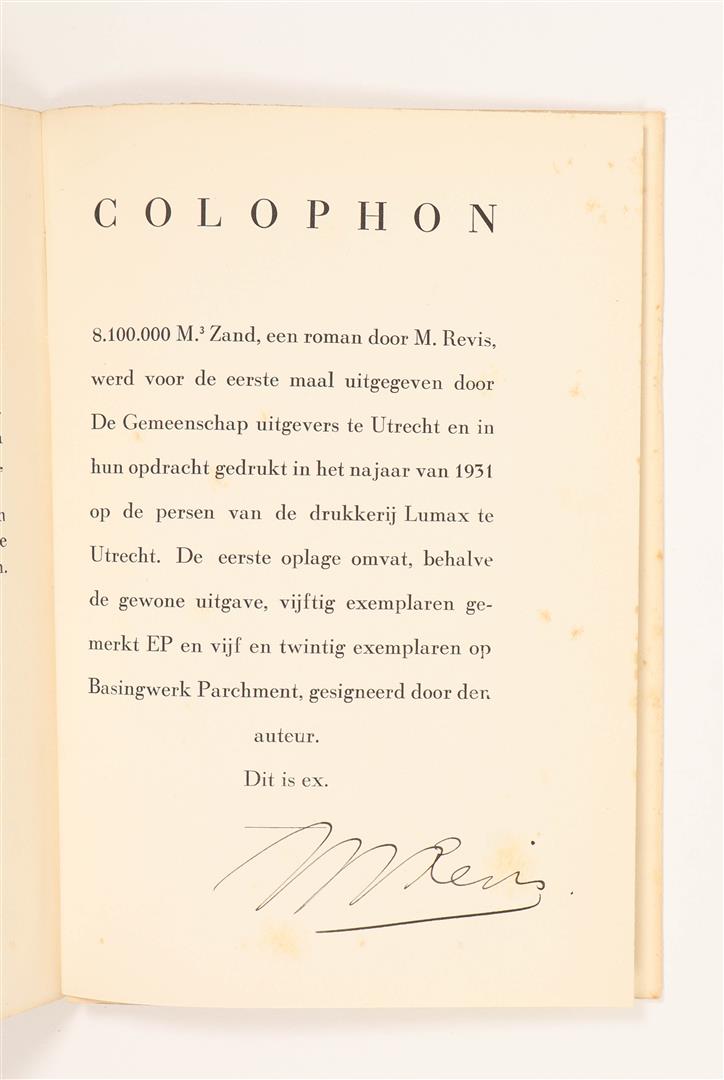 COLOPHON
8.100.000 M.³ Zand, een roman door M. Revis,
werd voor de eerste maal uitgegeven door
De Gemeenschap uitgevers te Utrecht en in
hun opdracht gedrukt in het najaar van 1931
op de persen van de drukkerij Lumax te
Utrecht. De eerste oplage omvat, behalve
de gewone uitgave, vijftig exemplaren ge-
merkt EP en vijf en twintig exemplaren op
Basingwerk Parchment, gesigneerd door den
auteur.
Dit is ex.
M Revis.